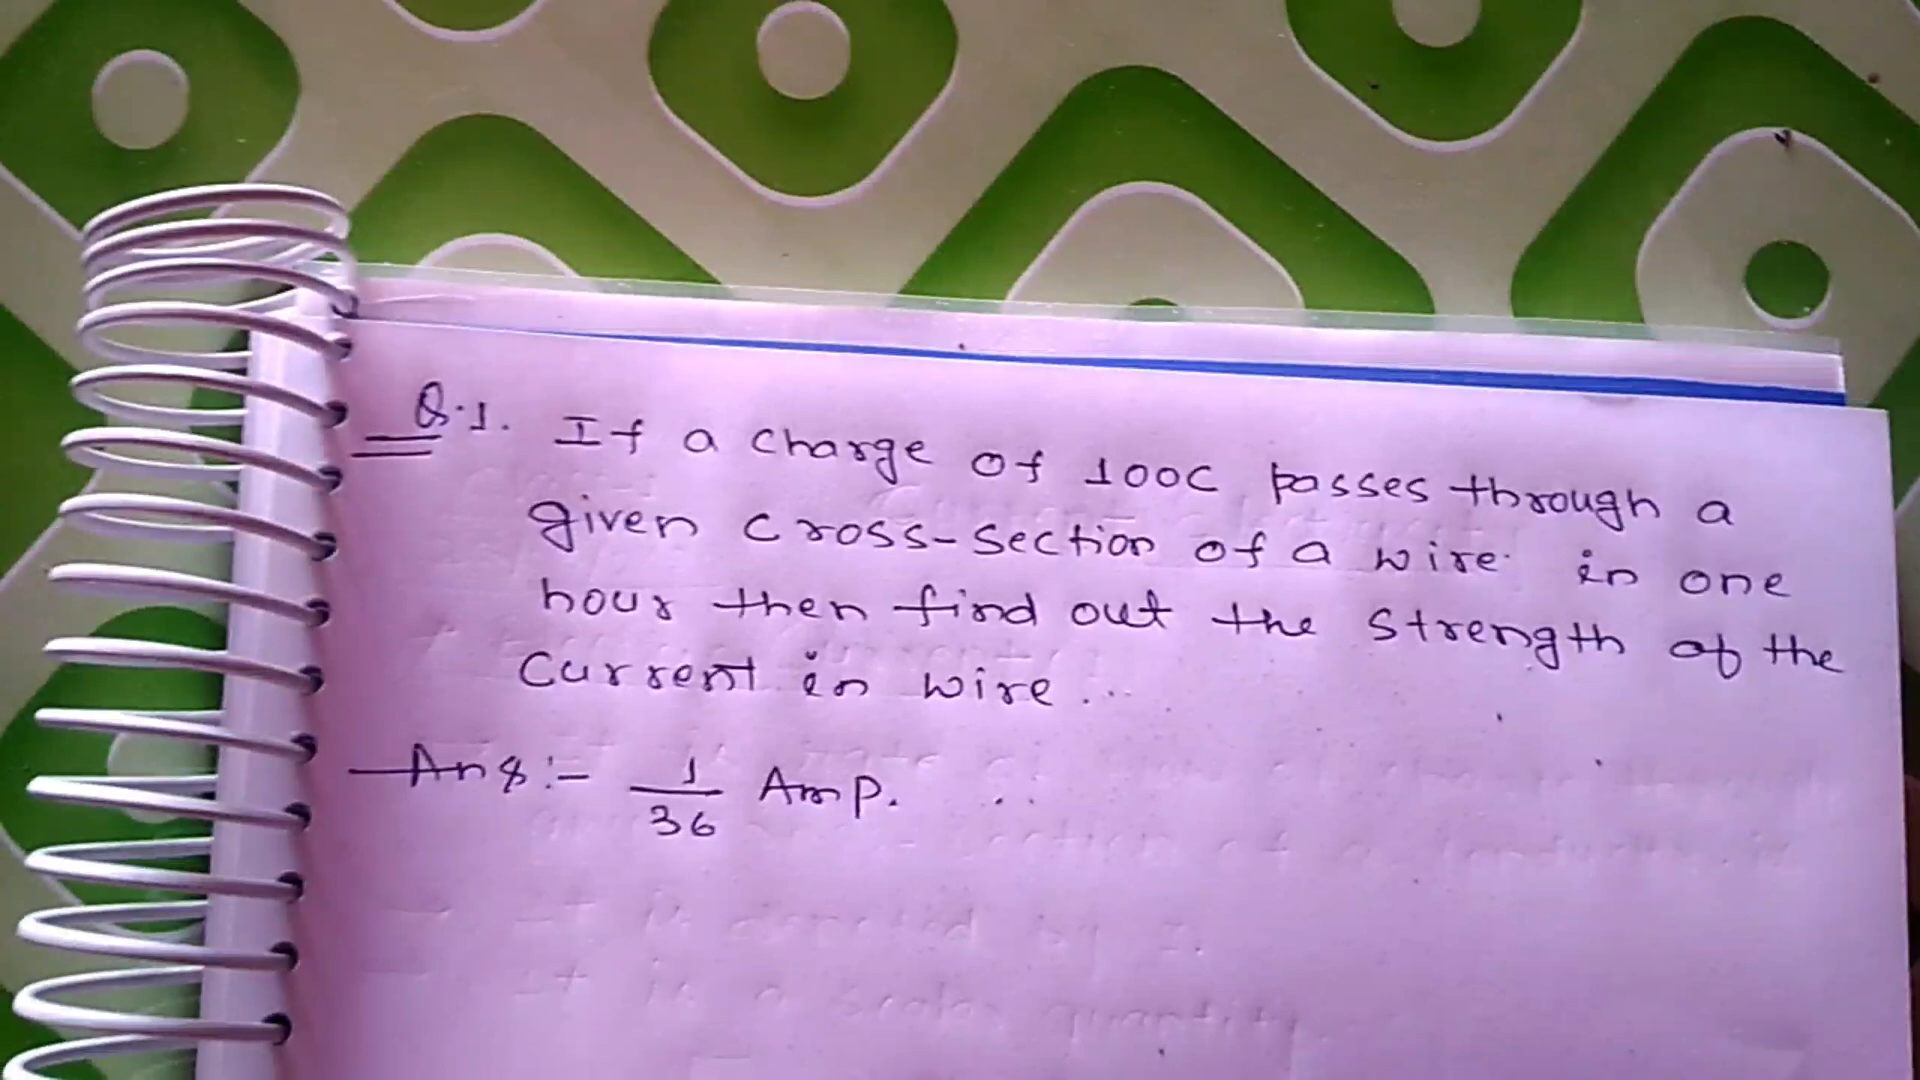 Q.1. If a charge of 100C passes through a
given cross-section of a wire in one
hour then find out the strength of the
current in wire...
Ans:- 1/36 Amp.